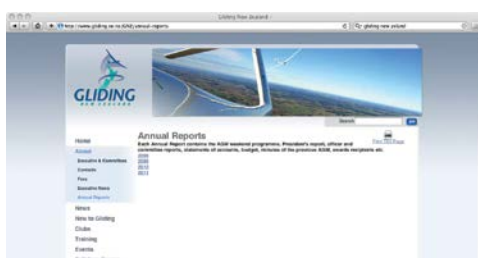 Gliding New Zealand
http://www.gliding.co.nz/GNZ/annual-reports
gliding new zealand
GLIDING
NEW ZEALAND
Search
Home
About
Executive & Committees
Contacts
Fees
Executive News
Annual Reports
News
New to Gliding
Clubs
Training
Events
Annual Reports
Print This Page
Each Annual Report contains the AGM weekend programme, President's report, officer and
committee reports, statements of accounts, budget, minutes of the previous AGM, awards recipients etc.